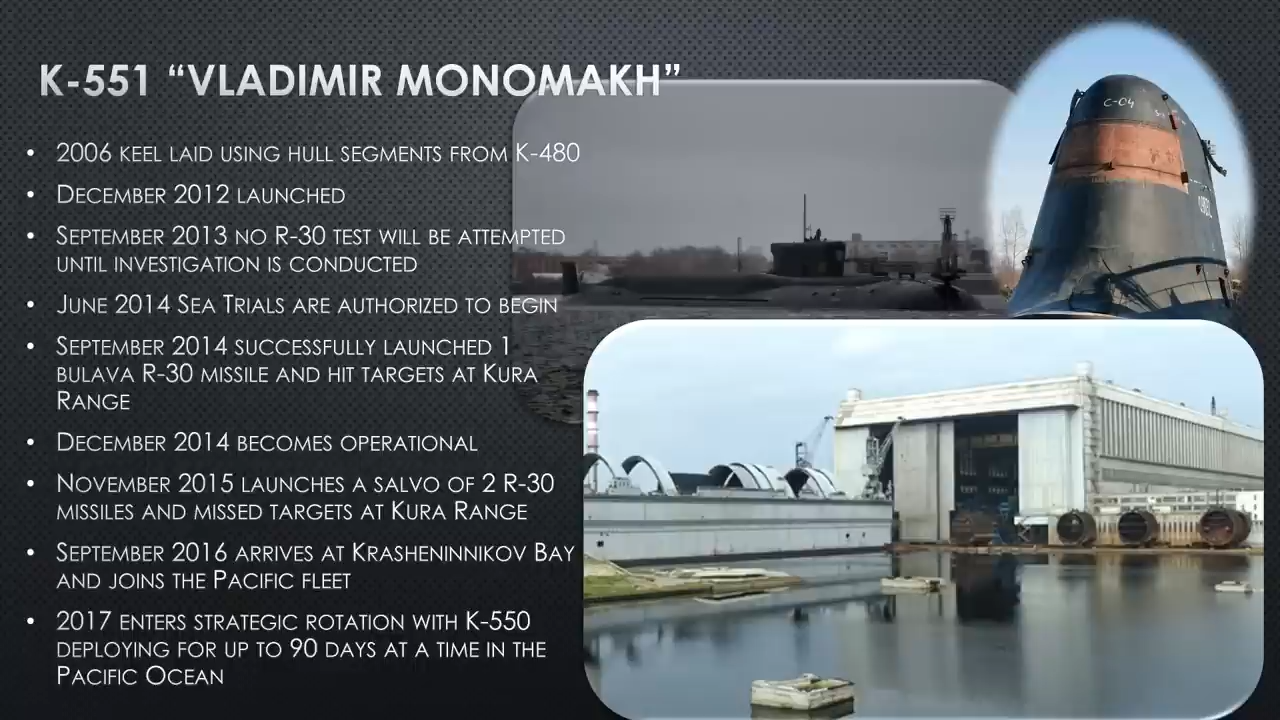 K-551 “VLADIMIR MONOMAKH”
• 2006 KEEL LAID USING HULL SEGMENTS FROM K-480
• DECEMBER 2012 LAUNCHED
• SEPTEMBER 2013 NO R-30 TEST WILL BE ATTEMPTED
UNTIL INVESTIGATION IS CONDUCTED
• JUNE 2014 SEA TRIALS ARE AUTHORIZED TO BEGIN
• SEPTEMBER 2014 SUCCESSFULLY LAUNCHED 1
BULAVA R-30 MISSILE AND HIT TARGETS AT KURA
RANGE
• DECEMBER 2014 BECOMES OPERATIONAL
• NOVEMBER 2015 LAUNCHES A SALVO OF 2 R-30
MISSILES AND MISSED TARGETS AT KURA RANGE
• SEPTEMBER 2016 ARRIVES AT KRASHENINNIKOV BAY
AND JOINS THE PACIFIC FLEET
• 2017 ENTERS STRATEGIC ROTATION WITH K-550
DEPLOYING FOR UP TO 90 DAYS AT A TIME IN THE
PACIFIC OCEAN
C-04